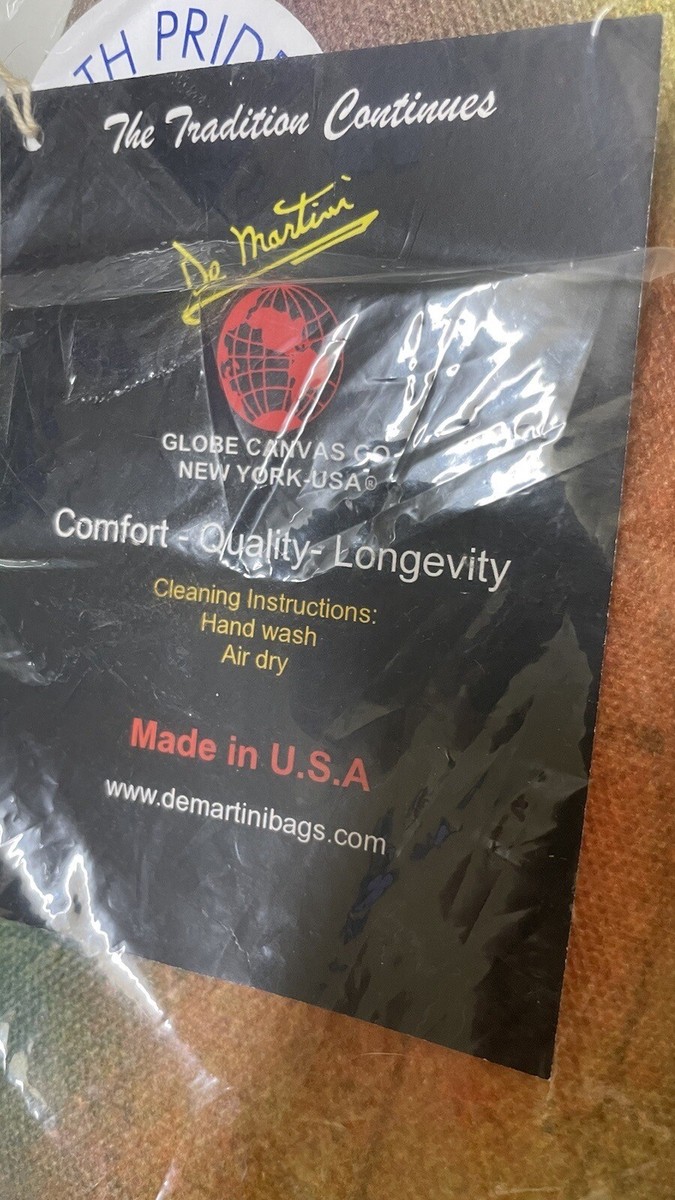 TH PRID
The Tradition Continues
De Martini
GLOBE CANVAS CO.
NEW YORK-USA®
Comfort - Quality- Longevity
Cleaning Instructions:
Hand wash
Air dry
Made in U.S.A
www.demartinibags.com